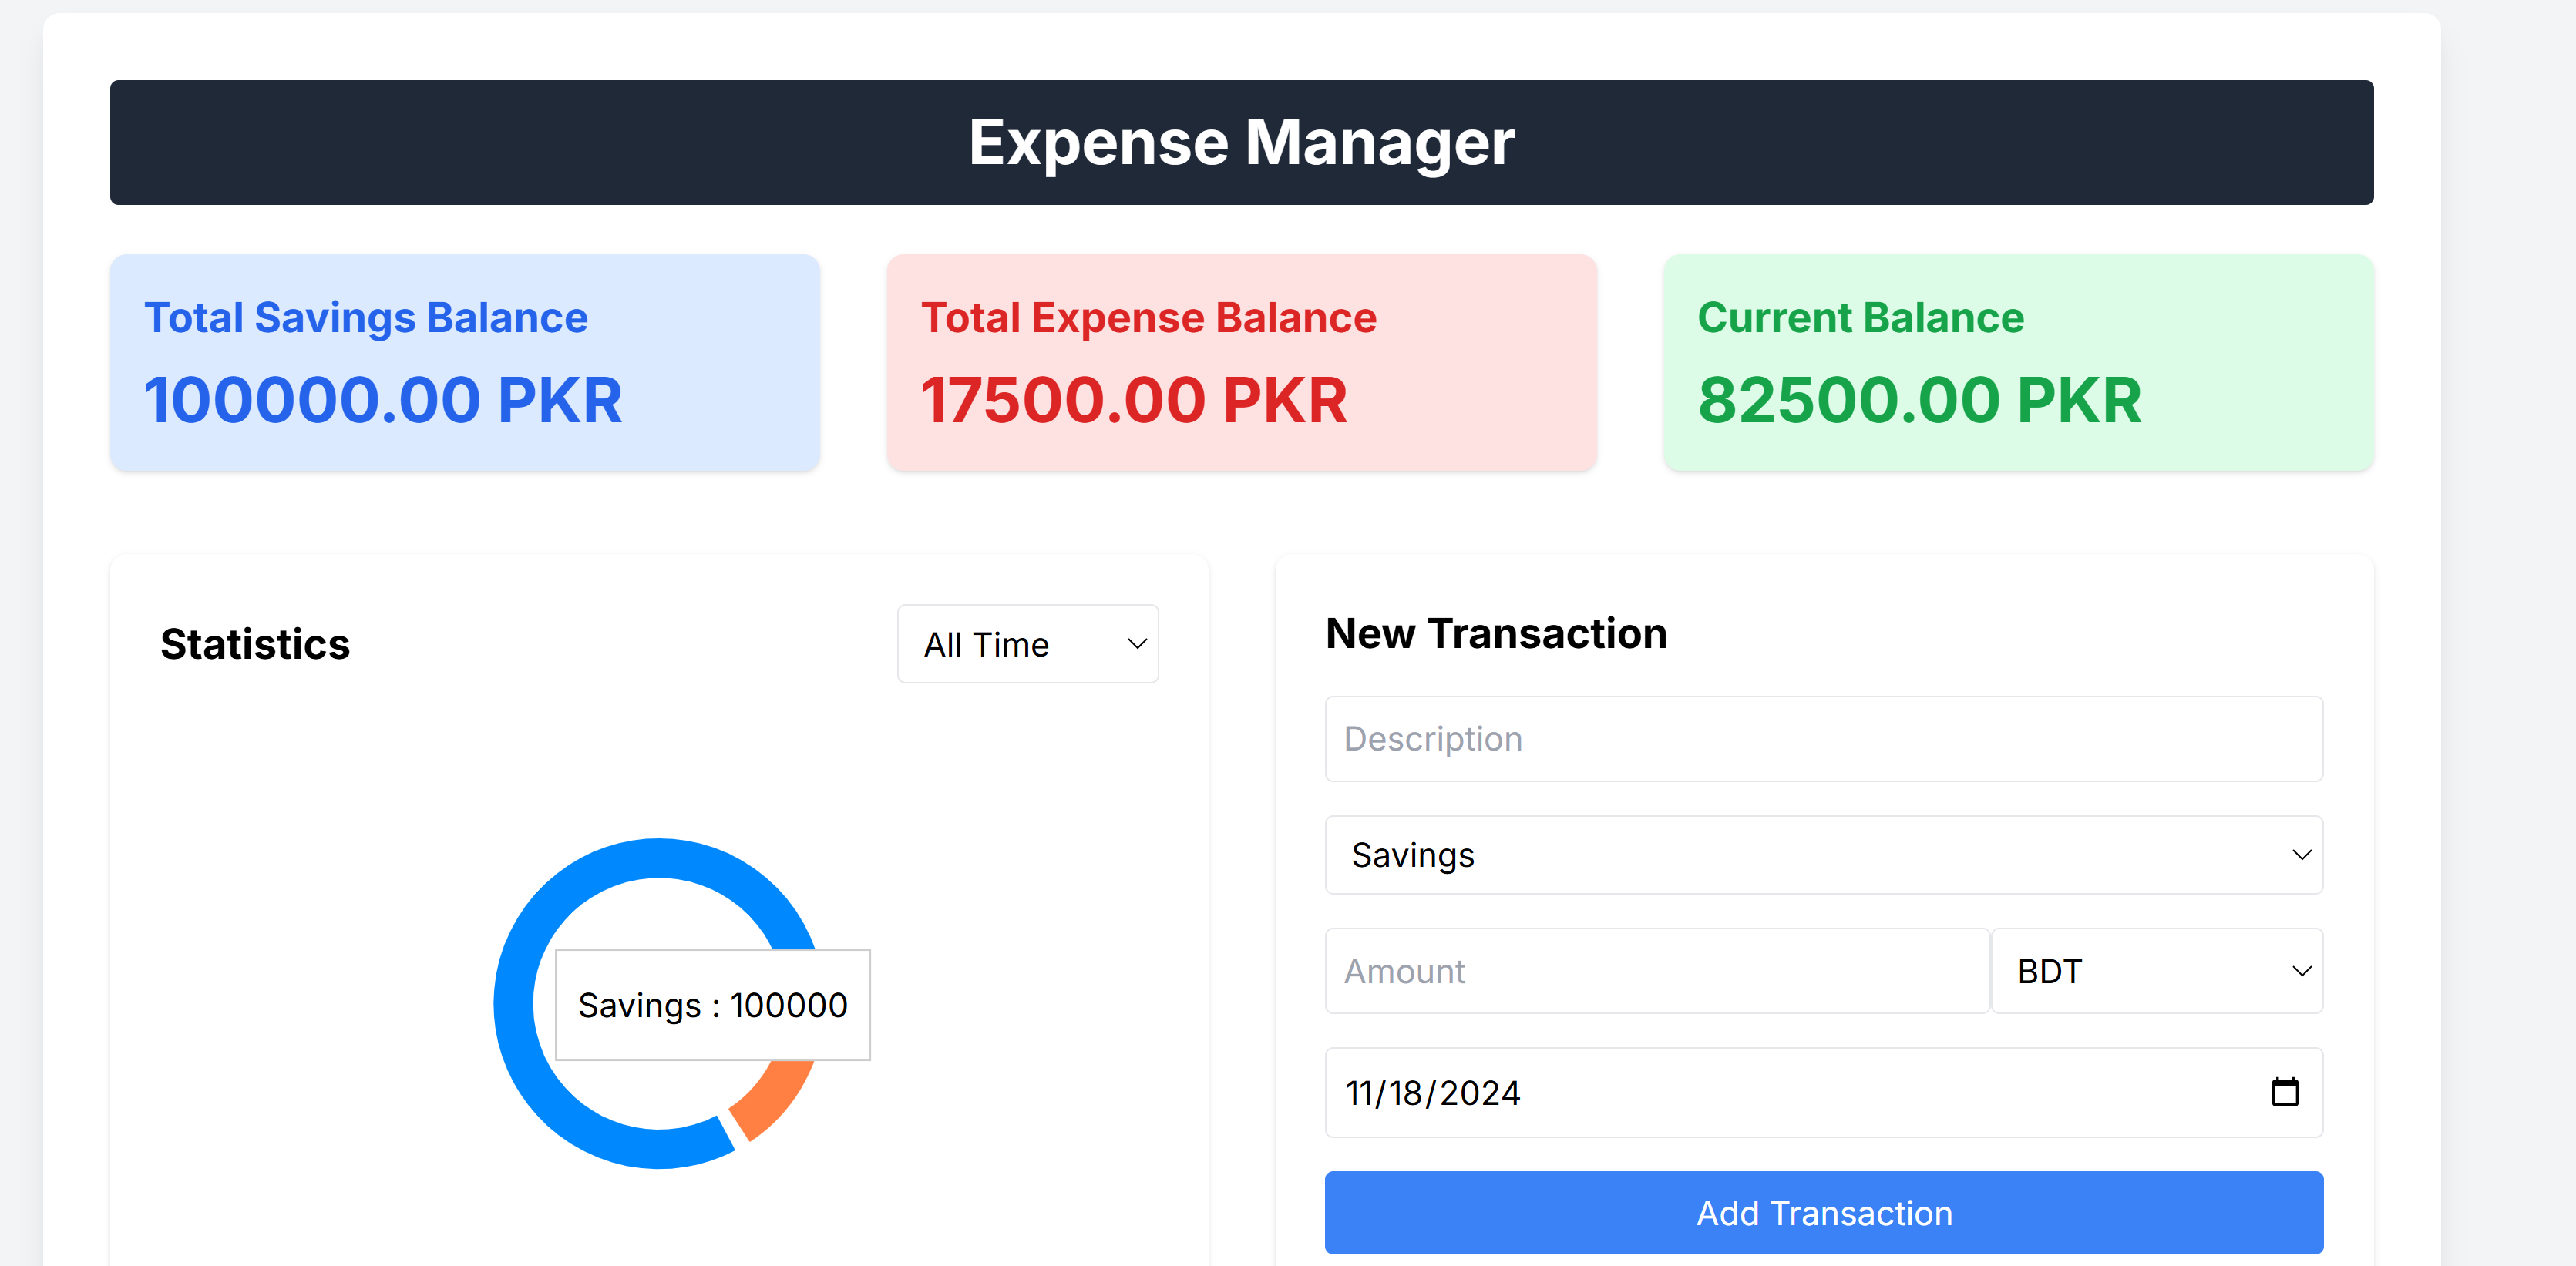 Expense Manager
Total Savings Balance
100000.00 PKR
Total Expense Balance
17500.00 PKR
Current Balance
82500.00 PKR
Statistics
All Time
Savings : 100000
New Transaction
Description
Savings
Amount
BDT
11/18/2024
Add Transaction